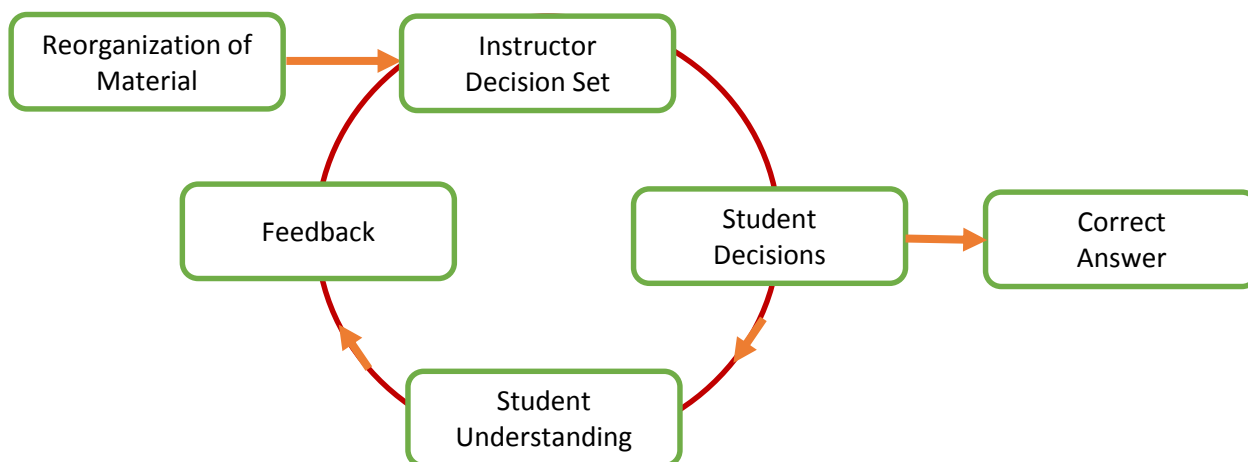 Reorganization of
Material
Instructor
Decision Set
Feedback
Student
Decisions
Correct
Answer
Student
Understanding